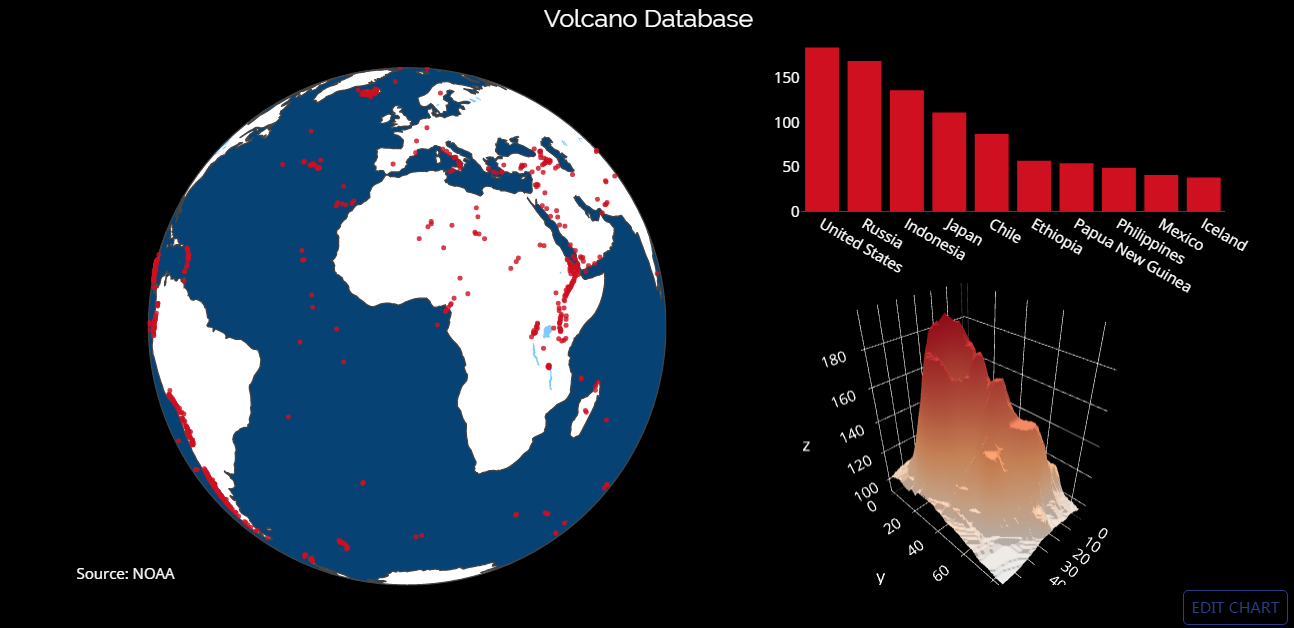 Volcano Database
150
100
50
0
United States
Russia
Indonesia
Japan
Chile
Ethiopia
Papua New Guinea
Philippines
Mexico
Iceland
180
160
140
120
100
z
0
20
40
60
y
0
10
20
30
Source: NOAA
EDIT CHART